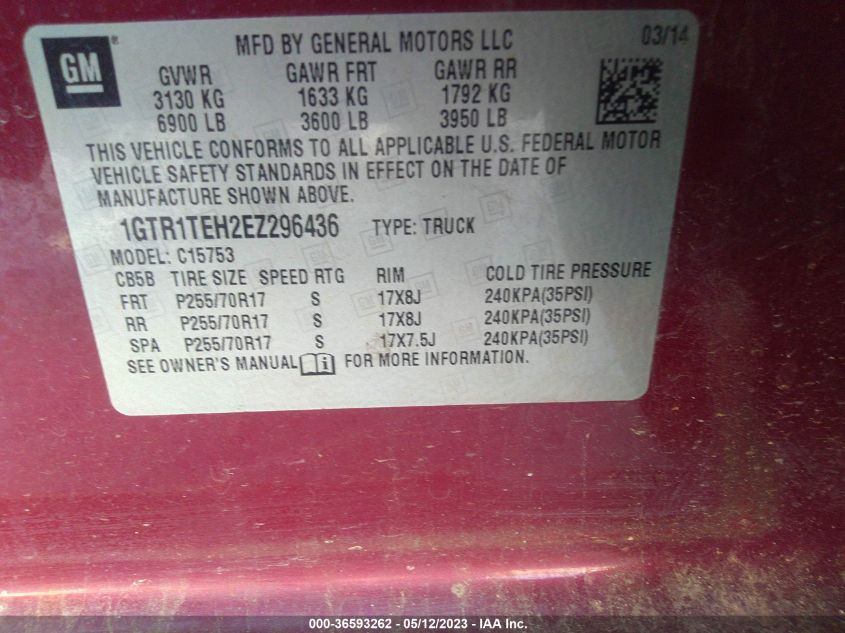 GM ®
MFD BY GENERAL MOTORS LLC 03/14
GVWR GAWR FRT GAWR RR
3130 KG 1633 KG 1792 KG
6900 LB 3600 LB 3950 LB
THIS VEHICLE CONFORMS TO ALL APPLICABLE U.S. FEDERAL MOTOR
VEHICLE SAFETY STANDARDS IN EFFECT ON THE DATE OF
MANUFACTURE SHOWN ABOVE.
1GTR1TEH2EZ296436 TYPE: TRUCK
MODEL: C15753
CB5B TIRE SIZE SPEED RTG RIM COLD TIRE PRESSURE
FRT P255/70R17 S 17X8J 240KPA(35PSI)
RR P255/70R17 S 17X8J 240KPA(35PSI)
SPA P255/70R17 S 17X7.5J 240KPA(35PSI)
SEE OWNER'S MANUAL FOR MORE INFORMATION.
000-36593262 - 05/12/2023 - IAA Inc.